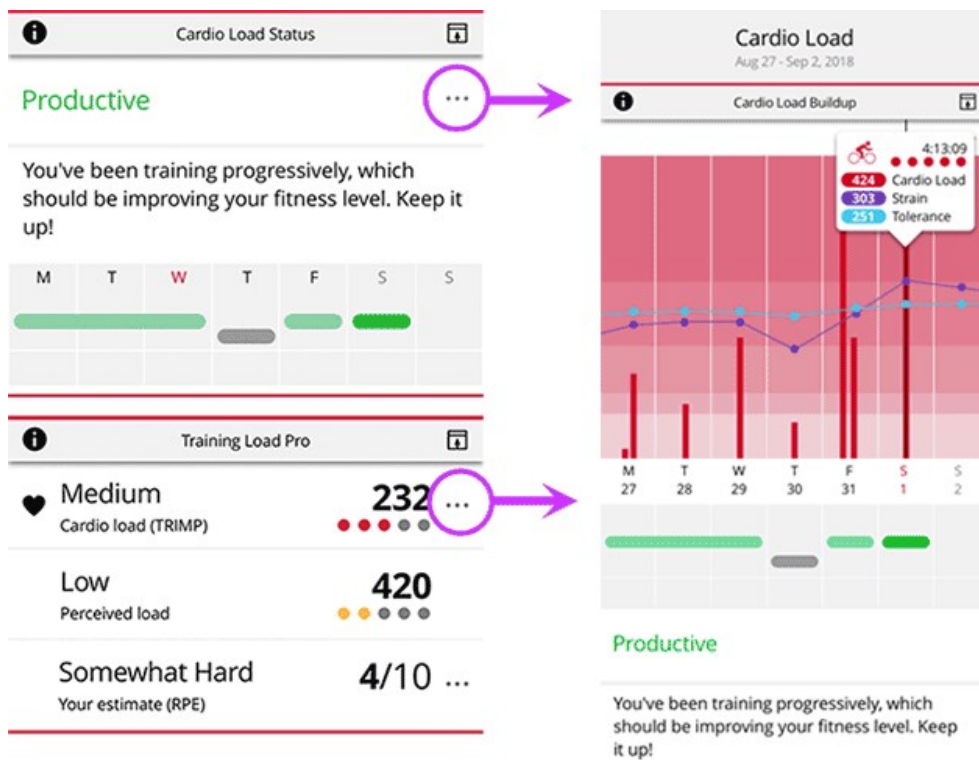 Cardio Load Status
Productive
...
You've been training progressively, which
should be improving your fitness level. Keep it
up!
M T W T F S S
Training Load Pro
Medium 232 ...
Cardio load (TRIMP)
Low 420
Perceived load
Somewhat Hard 4/10 ...
Your estimate (RPE)
Cardio Load
Aug 27 - Sep 2, 2018
Cardio Load Buildup
4:13:09
424 Cardio Load
303 Strain
251 Tolerance
M T W T F S S
27 28 29 30 31 1 2
Productive
You've been training progressively, which
should be improving your fitness level. Keep
it up!